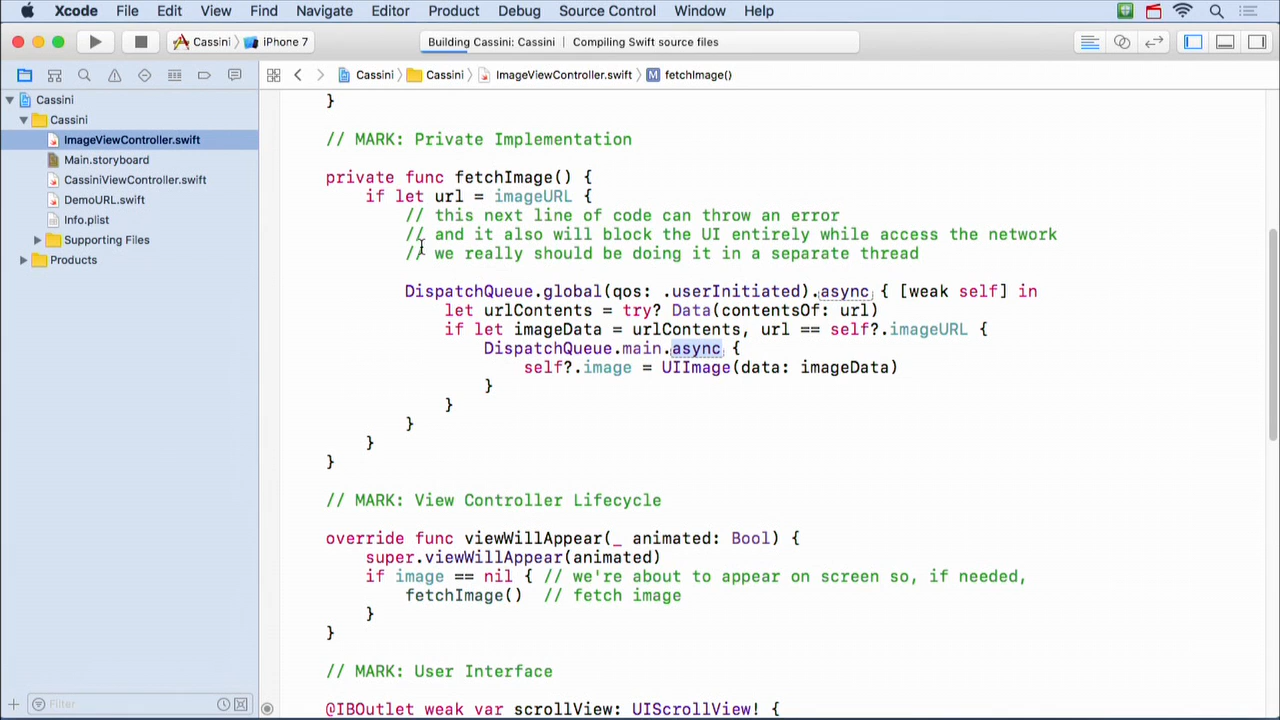 Xcode File Edit View Find Navigate Editor Product Debug Source Control Window Help
Cassini iPhone 7 Building Cassini: Cassini | Compiling Swift source files
Cassini Cassini ImageViewController.swift M fetchImage()
Cassini
Cassini
ImageViewController.swift
Main.storyboard
CassiniViewController.swift
DemoURL.swift
Info.plist
Supporting Files
Products
Filter
}
// MARK: Private Implementation
private func fetchImage() {
if let url = imageURL {
// this next line of code can throw an error
// and it also will block the UI entirely while access the network
// we really should be doing it in a separate thread
DispatchQueue.global(qos: .userInitiated).async { [weak self] in
let urlContents = try? Data(contentsOf: url)
if let imageData = urlContents, url == self?.imageURL {
DispatchQueue.main.async {
self?.image = UIImage(data: imageData)
}
}
}
}
}
// MARK: View Controller Lifecycle
override func viewWillAppear(_ animated: Bool) {
super.viewWillAppear(animated)
if image == nil { // we're about to appear on screen so, if needed,
fetchImage() // fetch image
}
}
// MARK: User Interface
@IBOutlet weak var scrollView: UIScrollView! {